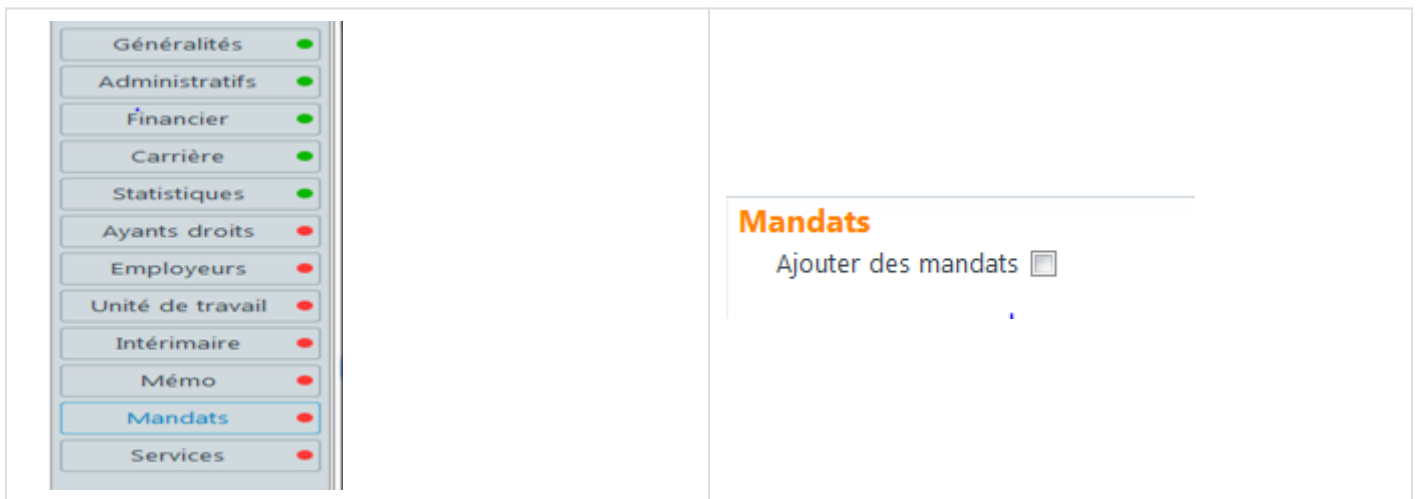 Généralités
Administratifs
Financier
Carrière
Statistiques
Ayants droits
Employeurs
Unité de travail
Intérimaire
Mémo
Mandats
Services
Mandats
Ajouter des mandats